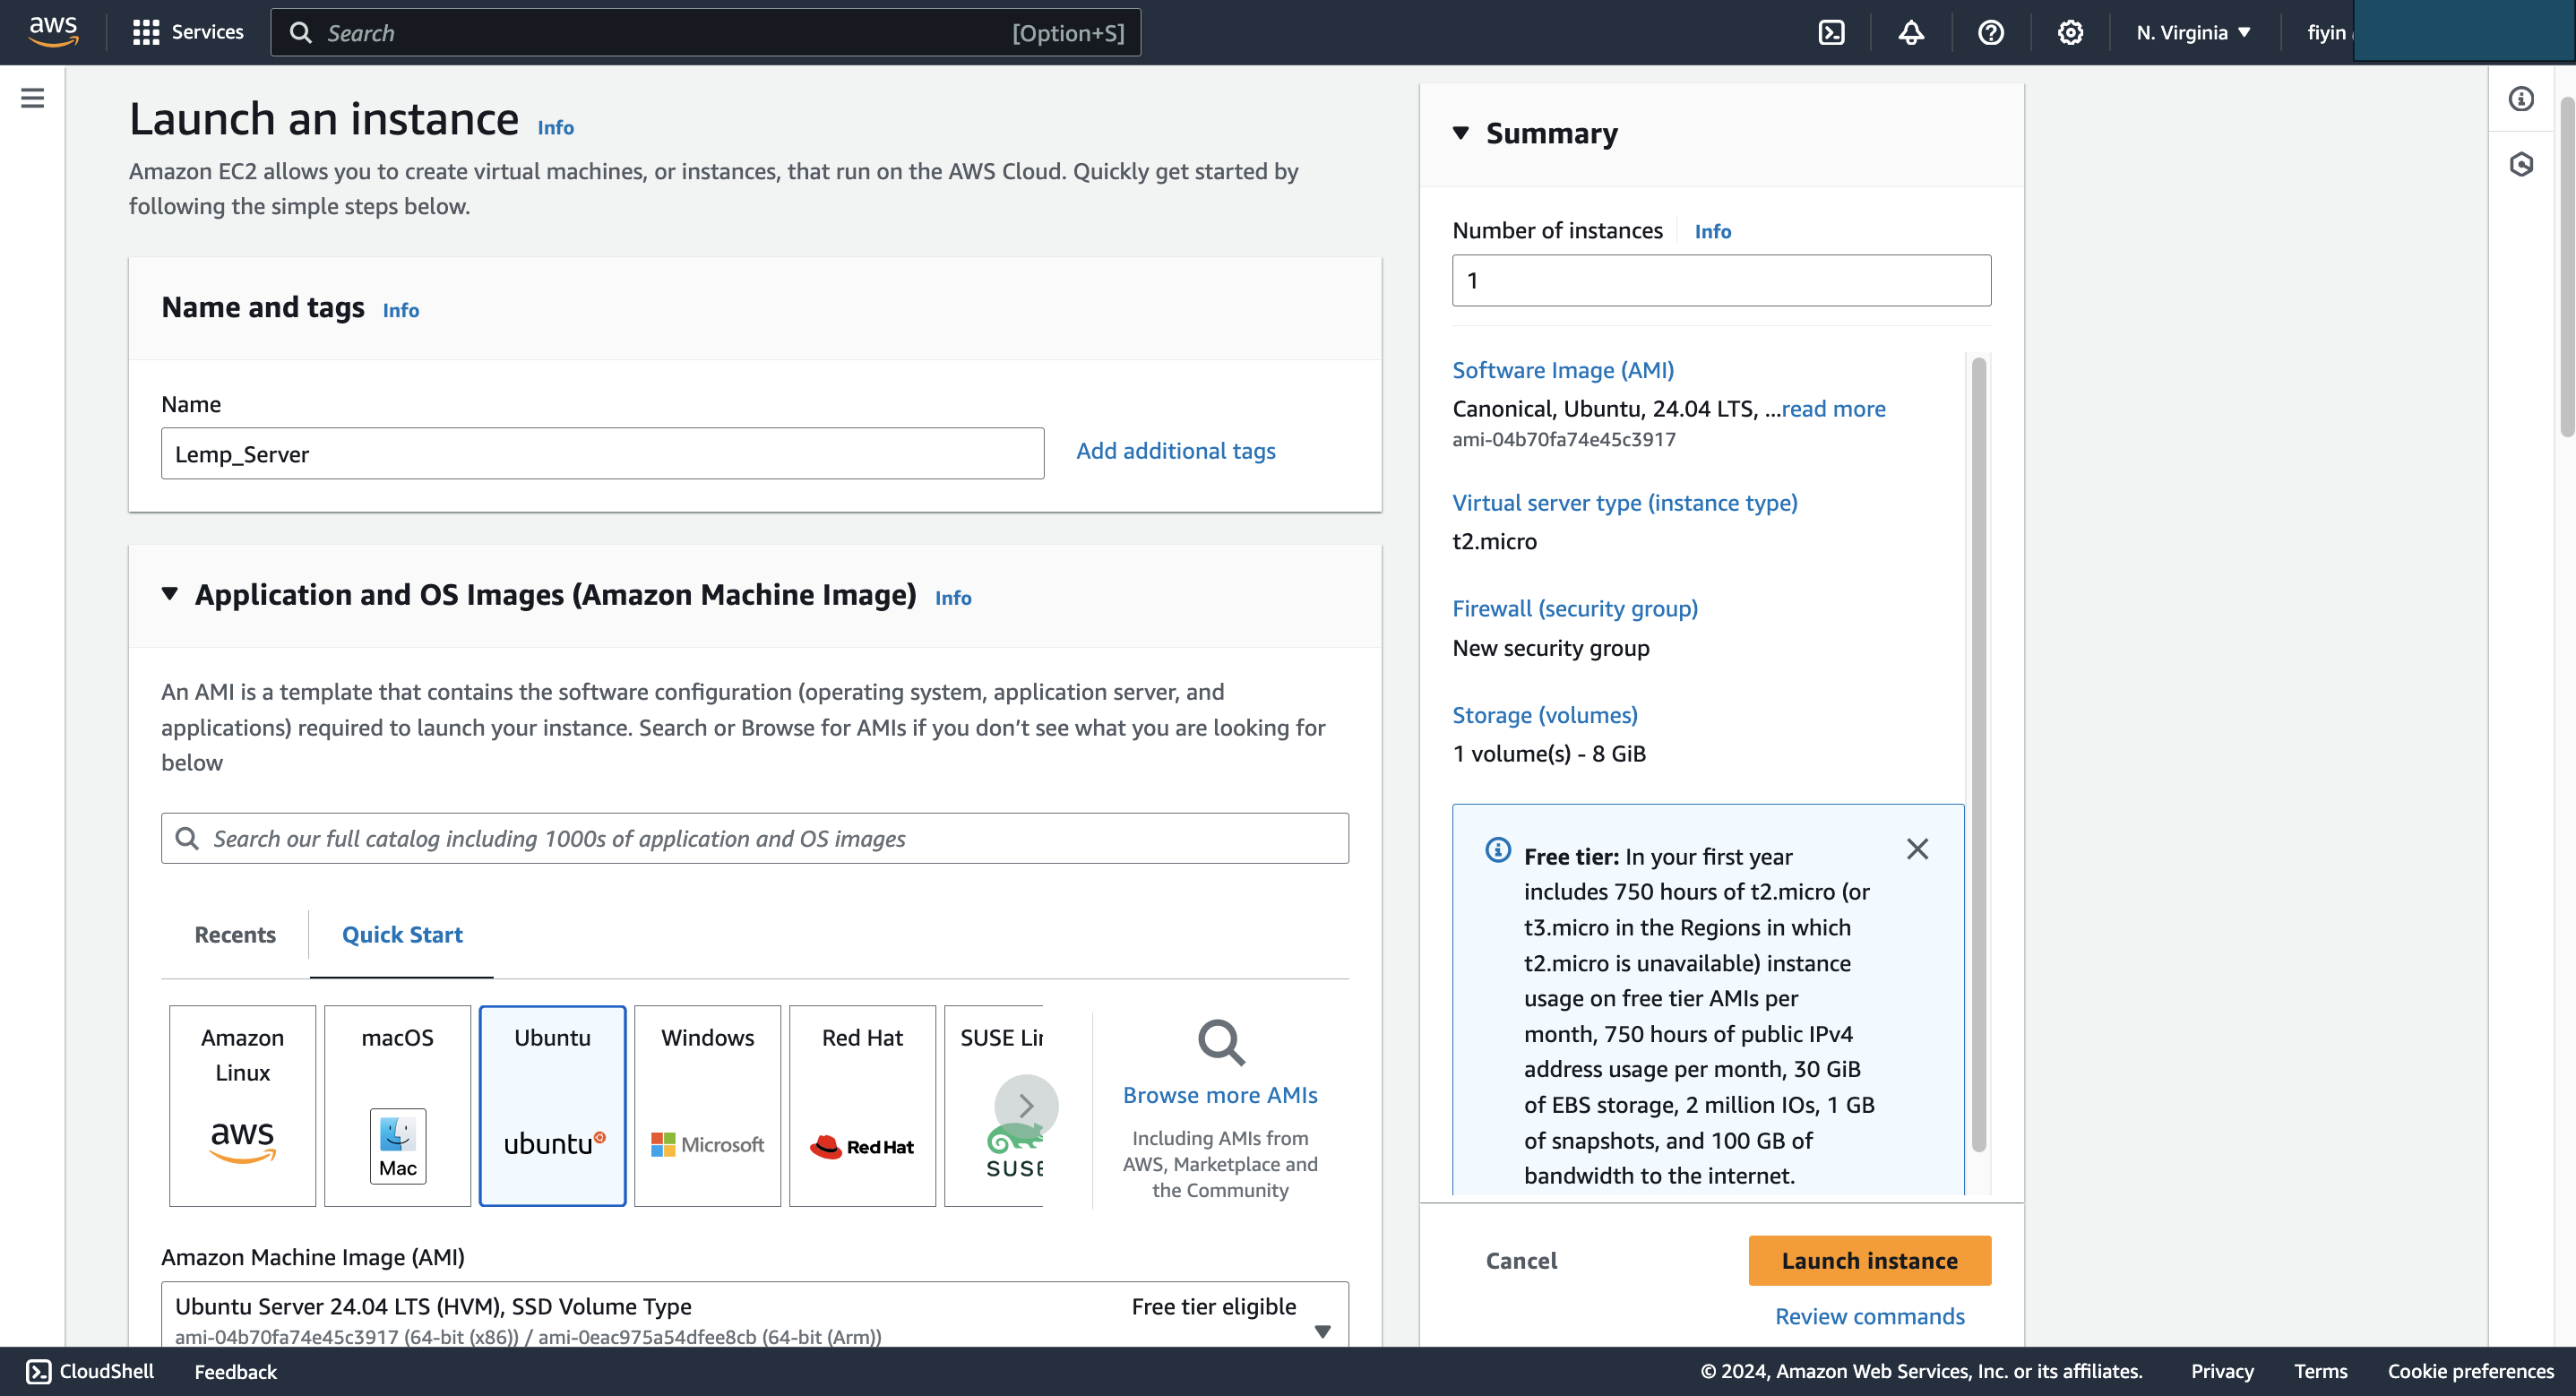 aws
Services
Search
[Option+S]
N. Virginia
fiyin
Launch an instance Info
Amazon EC2 allows you to create virtual machines, or instances, that run on the AWS Cloud. Quickly get started by
following the simple steps below.
Name and tags Info
Name
Lemp_Server
Add additional tags
Application and OS Images (Amazon Machine Image) Info
An AMI is a template that contains the software configuration (operating system, application server, and
applications) required to launch your instance. Search or Browse for AMIs if you don’t see what you are looking for
below
Search our full catalog including 1000s of application and OS images
Recents
Quick Start
Amazon
Linux
aws
macOS
Mac
Ubuntu
ubuntu
Windows
Microsoft
Red Hat
Red Hat
SUSE Lin
SUSE
Browse more AMIs
Including AMIs from
AWS, Marketplace and
the Community
Amazon Machine Image (AMI)
Ubuntu Server 24.04 LTS (HVM), SSD Volume Type
Free tier eligible
ami-04b70fa74e45c3917 (64-bit (x86)) / ami-0eac975a54dfee8cb (64-bit (Arm))
Summary
Number of instances Info
1
Software Image (AMI)
Canonical, Ubuntu, 24.04 LTS, ...read more
ami-04b70fa74e45c3917
Virtual server type (instance type)
t2.micro
Firewall (security group)
New security group
Storage (volumes)
1 volume(s) - 8 GiB
Free tier: In your first year
includes 750 hours of t2.micro (or
t3.micro in the Regions in which
t2.micro is unavailable) instance
usage on free tier AMIs per
month, 750 hours of public IPv4
address usage per month, 30 GiB
of EBS storage, 2 million IOs, 1 GB
of snapshots, and 100 GB of
bandwidth to the internet.
Cancel
Launch instance
Review commands
CloudShell
Feedback
© 2024, Amazon Web Services, Inc. or its affiliates.
Privacy
Terms
Cookie preferences